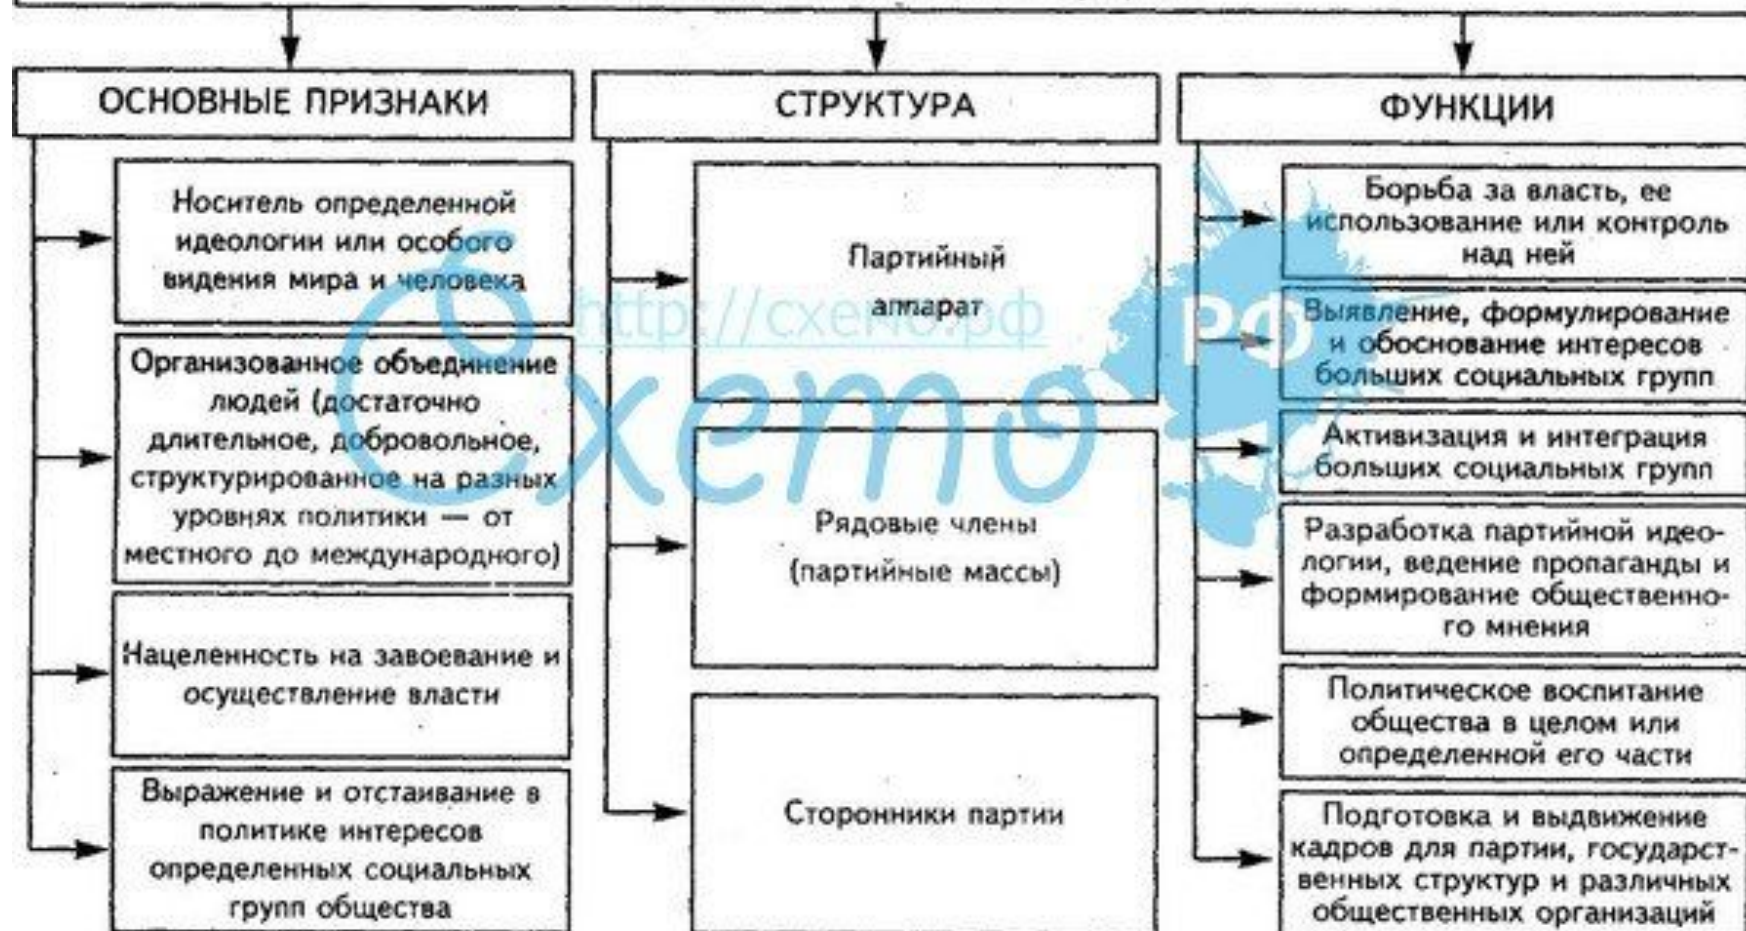 ОСНОВНЫЕ ПРИЗНАКИ
Носитель определенной
идеологии или особого
видения мира и человека
Организованное объединение
людей (достаточно
длительное, добровольное,
структурированное на разных
уровнях политики — от
местного до международного)
Нацеленность на завоевание и
осуществление власти
Выражение и отстаивание в
политике интересов
определенных социальных
групп общества
СТРУКТУРА
Партийный
аппарат
Рядовые члены
(партийные массы)
Сторонники партии
ФУНКЦИИ
Борьба за власть, ее
использование или контроль
над ней
Выявление, формулирование
и обоснование интересов
больших социальных групп
Активизация и интеграция
больших социальных групп
Разработка партийной идео-
логии, ведение пропаганды и
формирование общественно-
го мнения
Политическое воспитание
общества в целом или
определенной его части
Подготовка и выдвижение
кадров для партии, государст-
венных структур и различных
общественных организаций
http://схемо.рф
Схемо
РФ